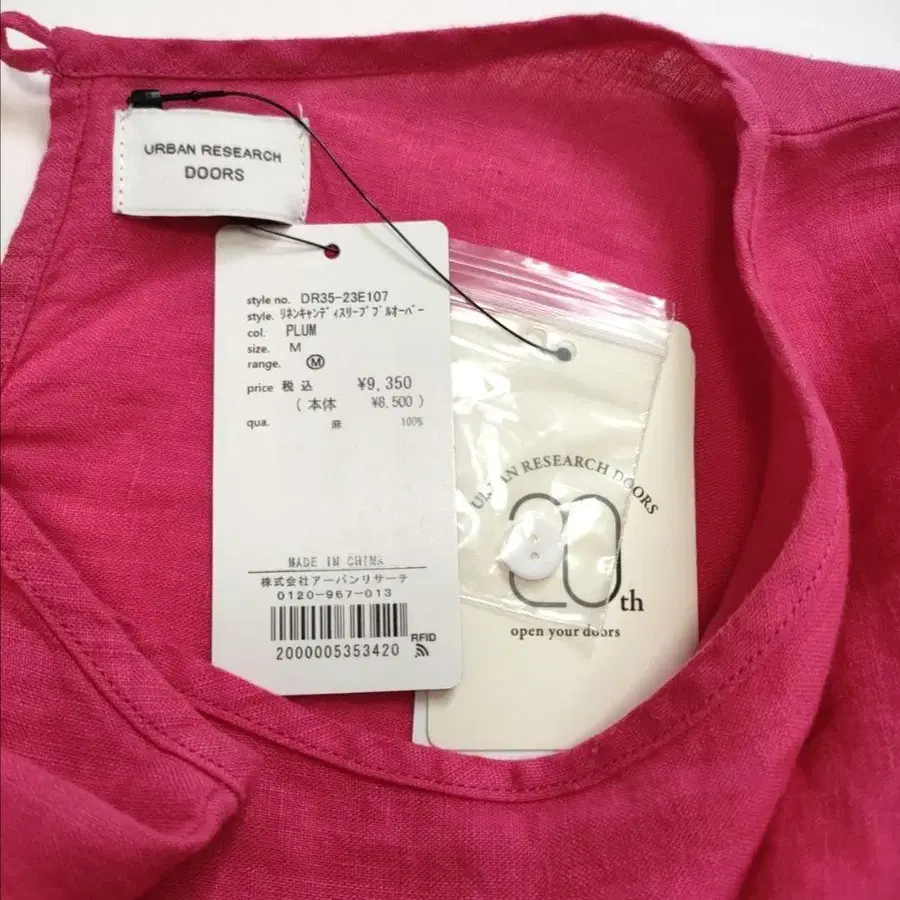 URBAN RESEARCH
DOORS
style no. DR35-23E107
style. ﾘﾈﾝｷｬﾝﾃﾞｨｽﾘｰﾌﾞﾌﾟﾙｵｰﾊﾞｰ
col. PLUM
size. M
range. Ⓜ
price 税込 ¥9,350
(本体 ¥8,500)
qua. 麻 100%
MADE IN CHINA
株式会社アーバンリサーチ
0120-967-013
RFID
2000005353420
URBAN RESEARCH DOORS
20th
open your doors